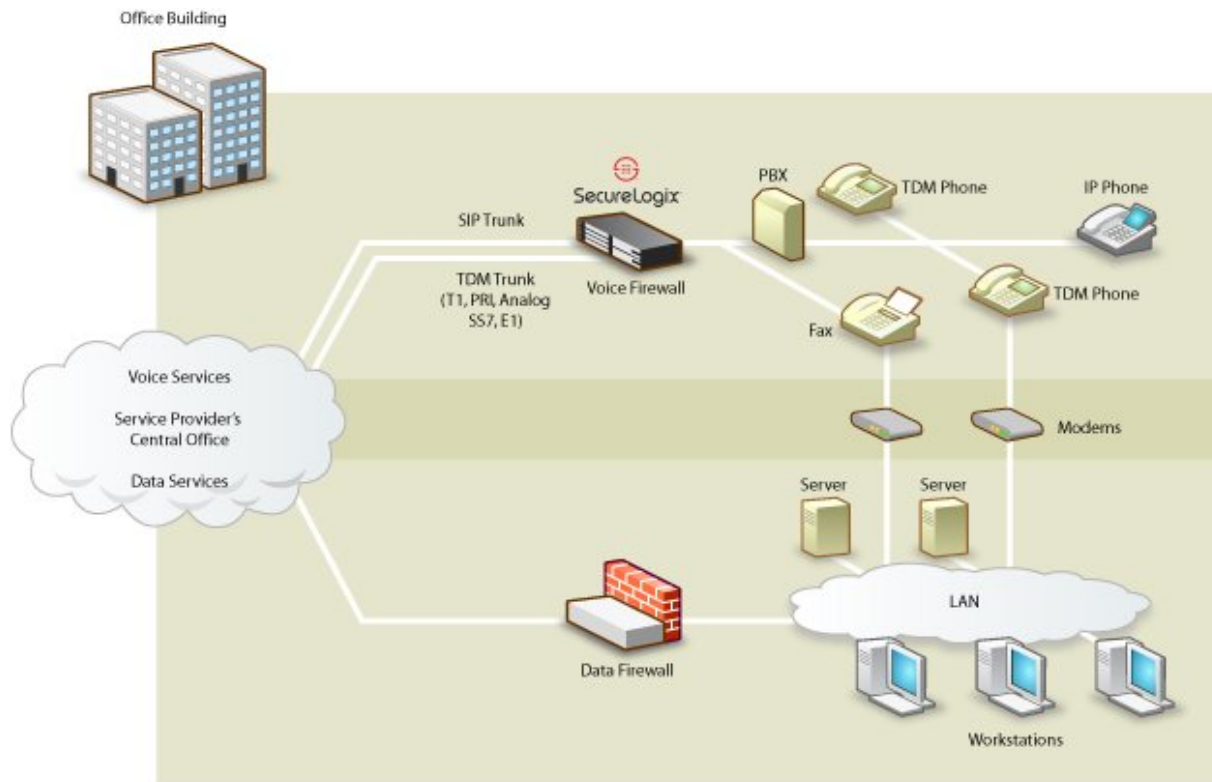 Office Building
SecureLogix
PBX
TDM Phone
IP Phone
SIP Trunk
TDM Trunk
(T1, PRI, Analog
SS7, E1)
Voice Firewall
TDM Phone
Fax
Voice Services
Service Provider's
Central Office
Data Services
Modems
Server
Server
LAN
Data Firewall
Workstations